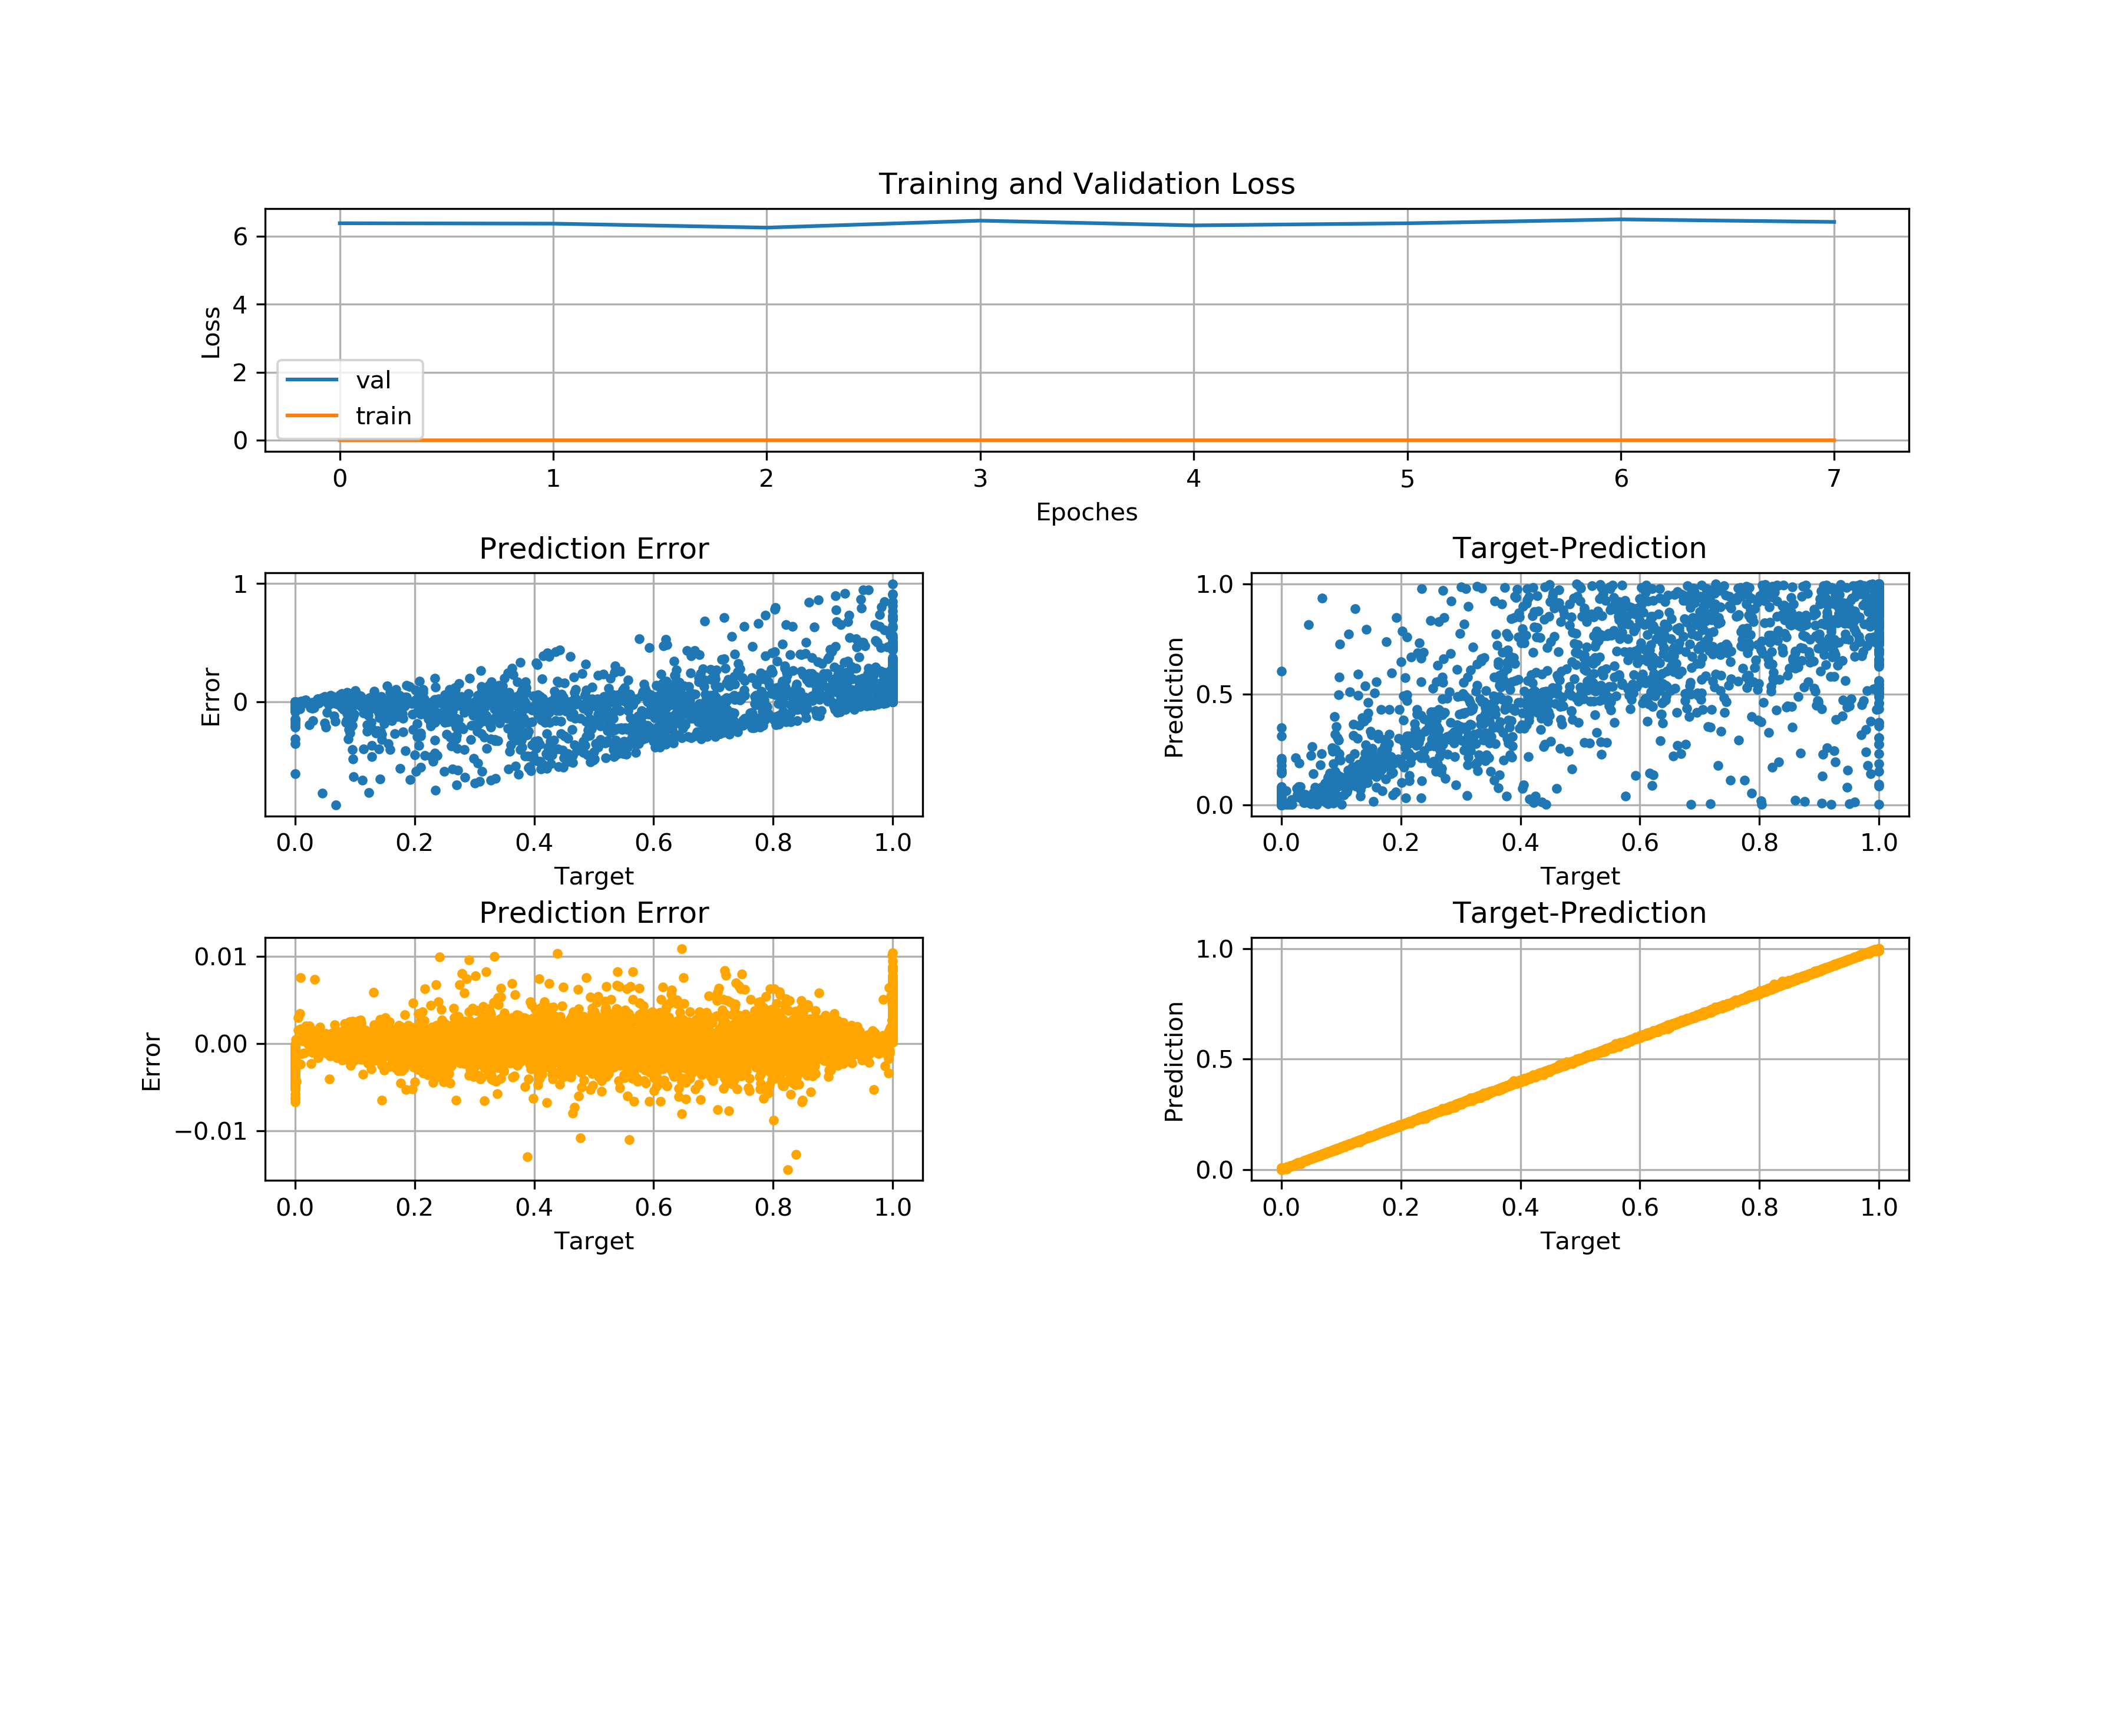 Training and Validation Loss
Loss
6
4
2
0
val
train
0 1 2 3 4 5 6 7
Epoches
Prediction Error
Error
1
0
0.0 0.2 0.4 0.6 0.8 1.0
Target
Target-Prediction
Prediction
1.0
0.5
0.0
0.0 0.2 0.4 0.6 0.8 1.0
Target
Prediction Error
Error
0.01
0.00
−0.01
0.0 0.2 0.4 0.6 0.8 1.0
Target
Target-Prediction
Prediction
1.0
0.5
0.0
0.0 0.2 0.4 0.6 0.8 1.0
Target